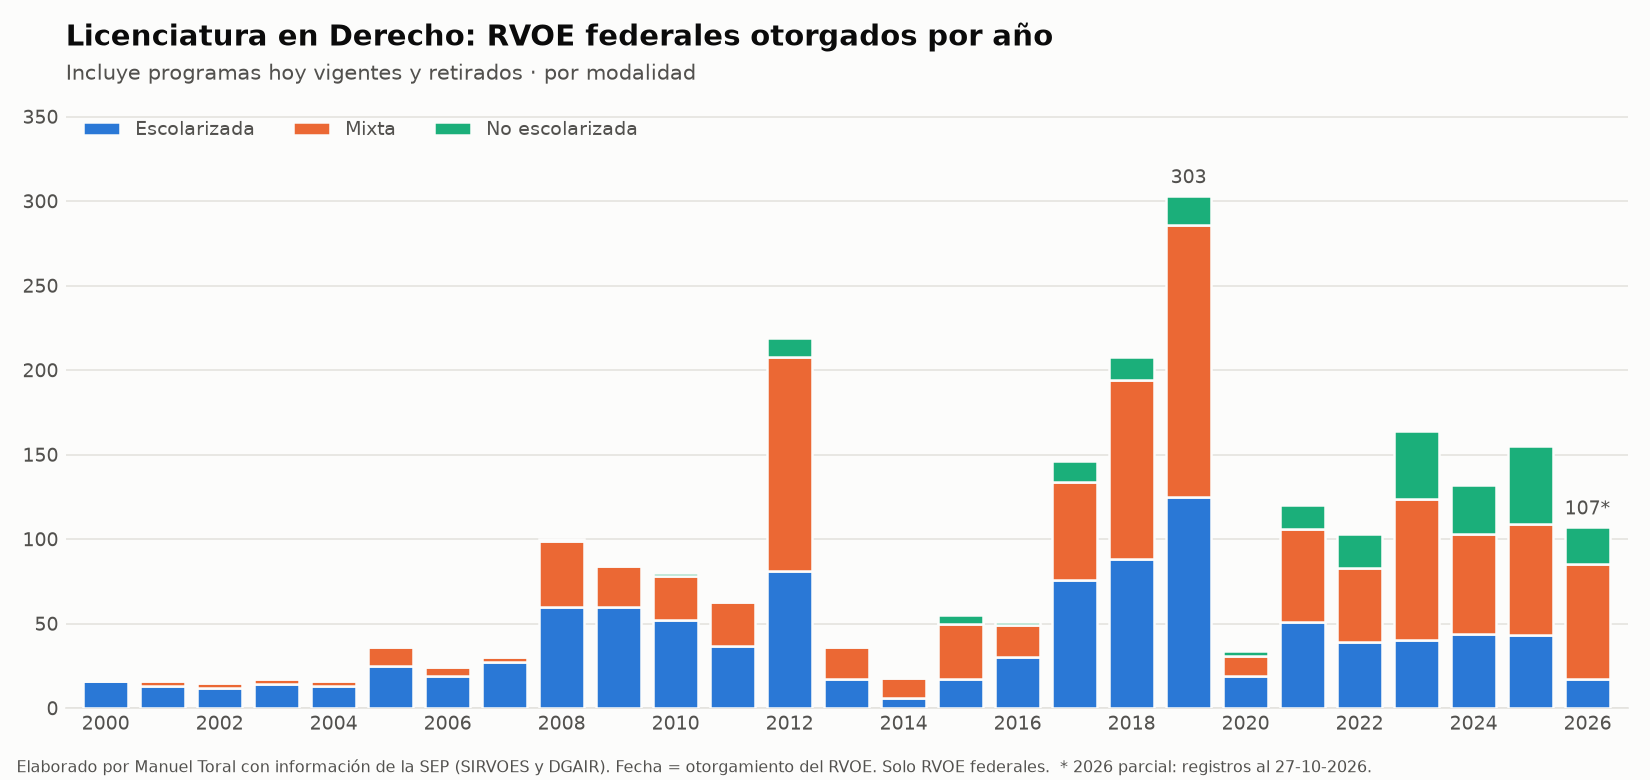 Licenciatura en Derecho: RVOE federales otorgados por año
Incluye programas hoy vigentes y retirados · por modalidad
350
Escolarizada Mixta No escolarizada
303
300
250
200
150
107*
100
50
0
2000 2002 2004 2006 2008 2010 2012 2014 2016 2018 2020 2022 2024 2026
Elaborado por Manuel Toral con información de la SEP (SIRVOES y DGAIR). Fecha = otorgamiento del RVOE. Solo RVOE federales. * 2026 parcial: registros al 27-10-2026.